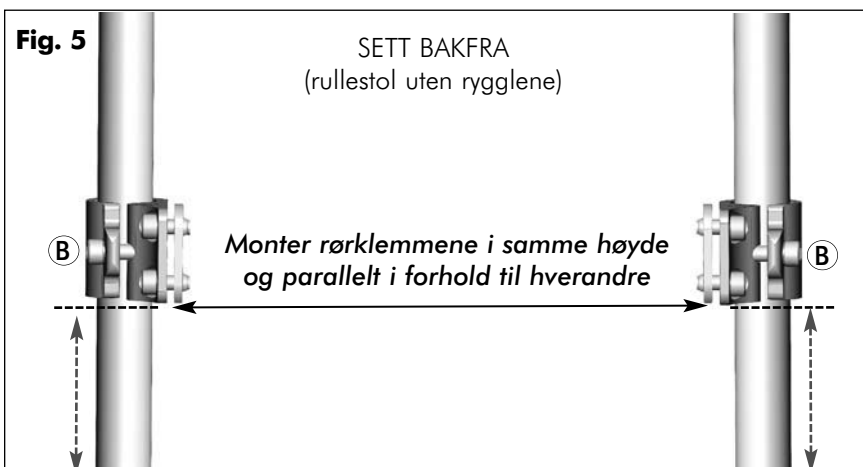 Fig. 5
SETT BAKFRA
(rullestol uten rygglene)
B
B
Monter rørklemmene i samme høyde
og parallelt i forhold til hverandre